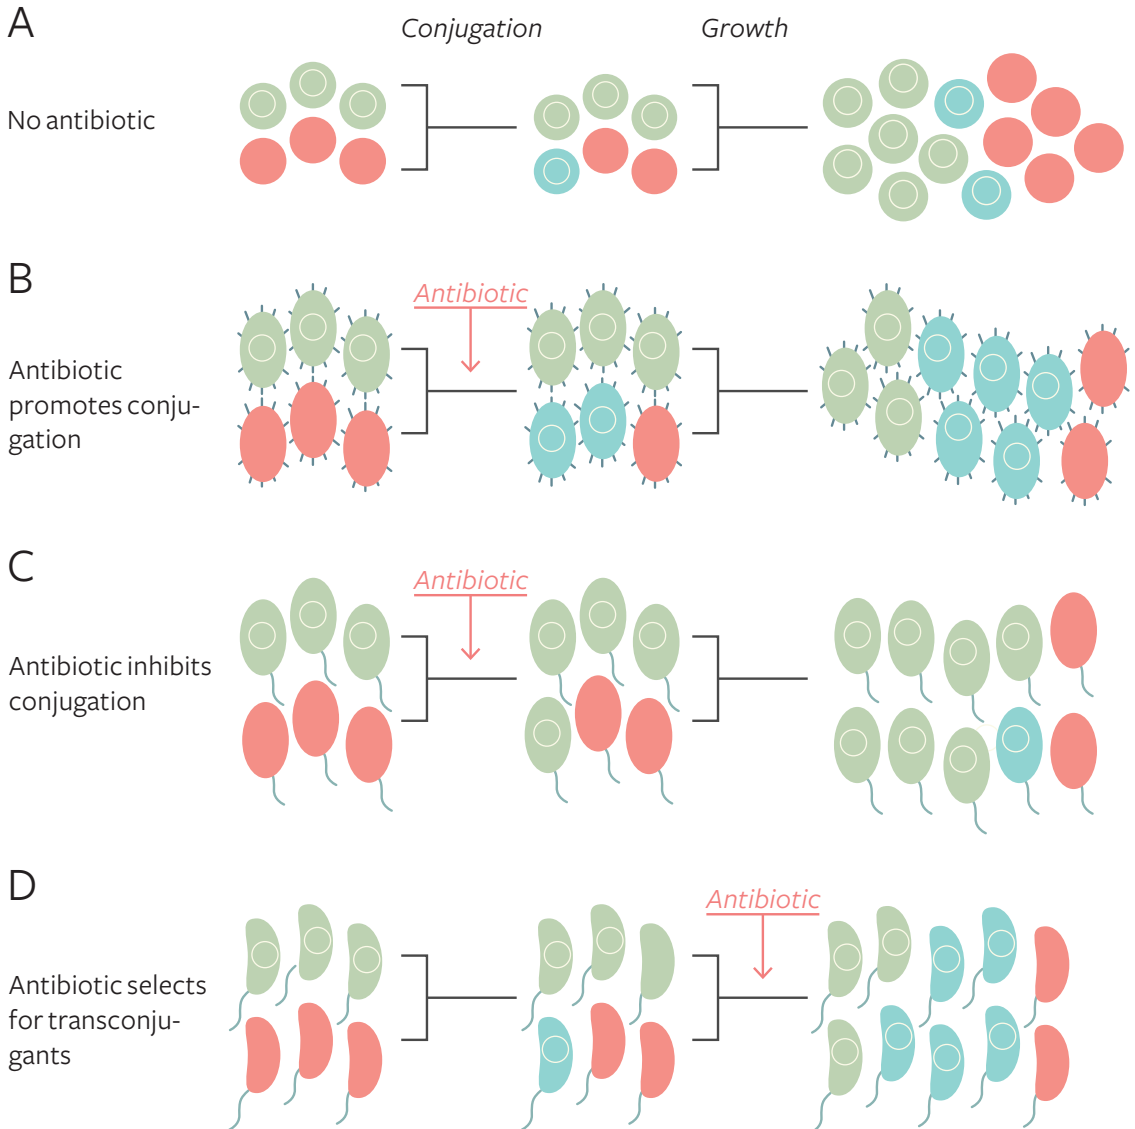 A
Conjugation
Growth
No antibiotic
B
Antibiotic
Antibiotic
promotes conju-
gation
C
Antibiotic
Antibiotic inhibits
conjugation
D
Antibiotic
Antibiotic selects
for transconju-
gants